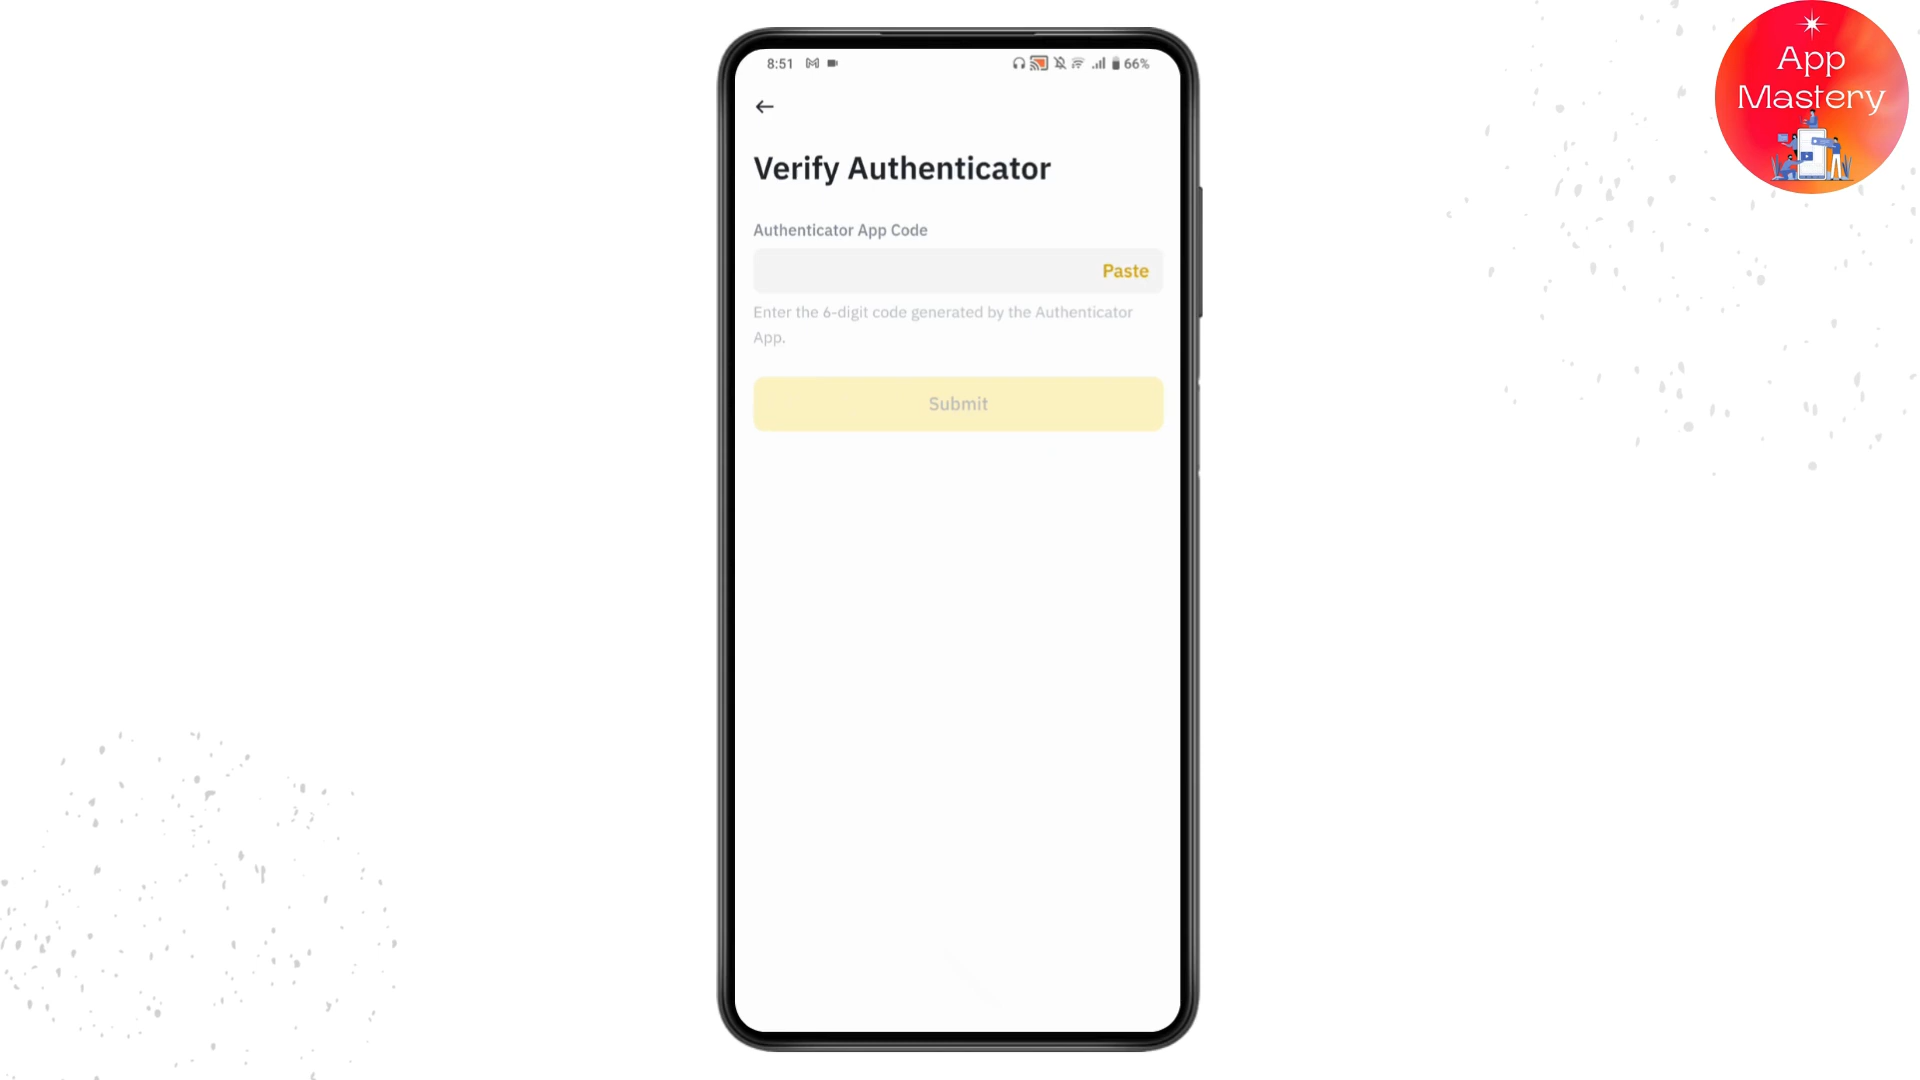 App
Mastery
8:51
66%
Verify Authenticator
Authenticator App Code
Paste
Enter the 6-digit code generated by the Authenticator
App.
Submit